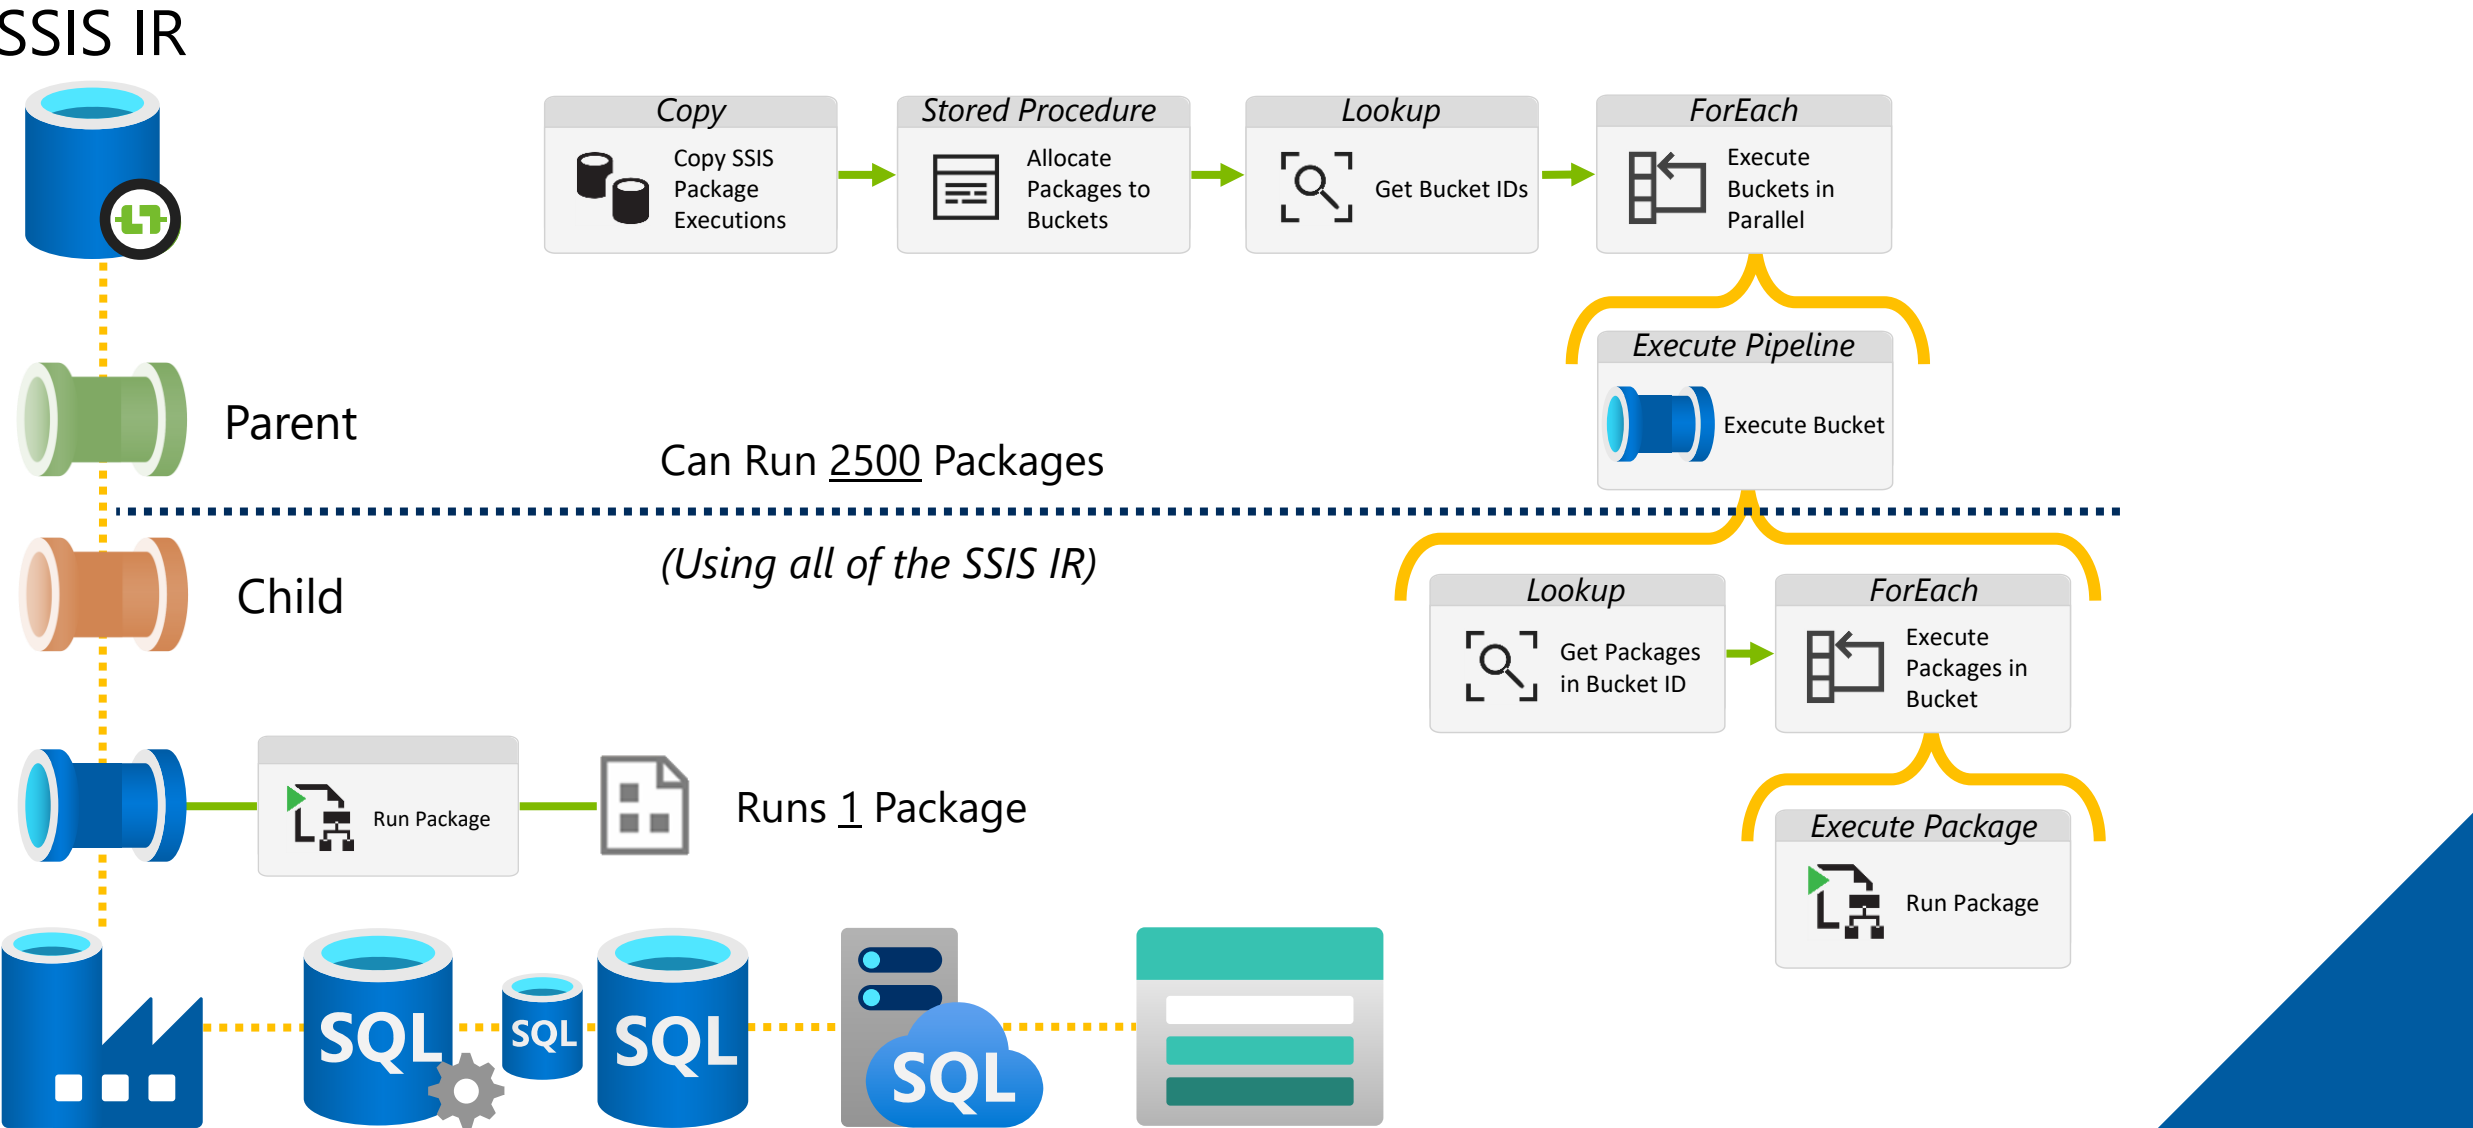 SSIS IR
Copy
Copy SSIS
Package
Executions
Stored Procedure
Allocate
Packages to
Buckets
Lookup
Get Bucket IDs
ForEach
Execute
Buckets in
Parallel
Execute Pipeline
Execute Bucket
Parent
Can Run 2500 Packages
(Using all of the SSIS IR)
Child
Lookup
Get Packages
in Bucket ID
ForEach
Execute
Packages in
Bucket
Run Package
Runs 1 Package
Execute Package
Run Package
SQL
SQL
SQL
SQL